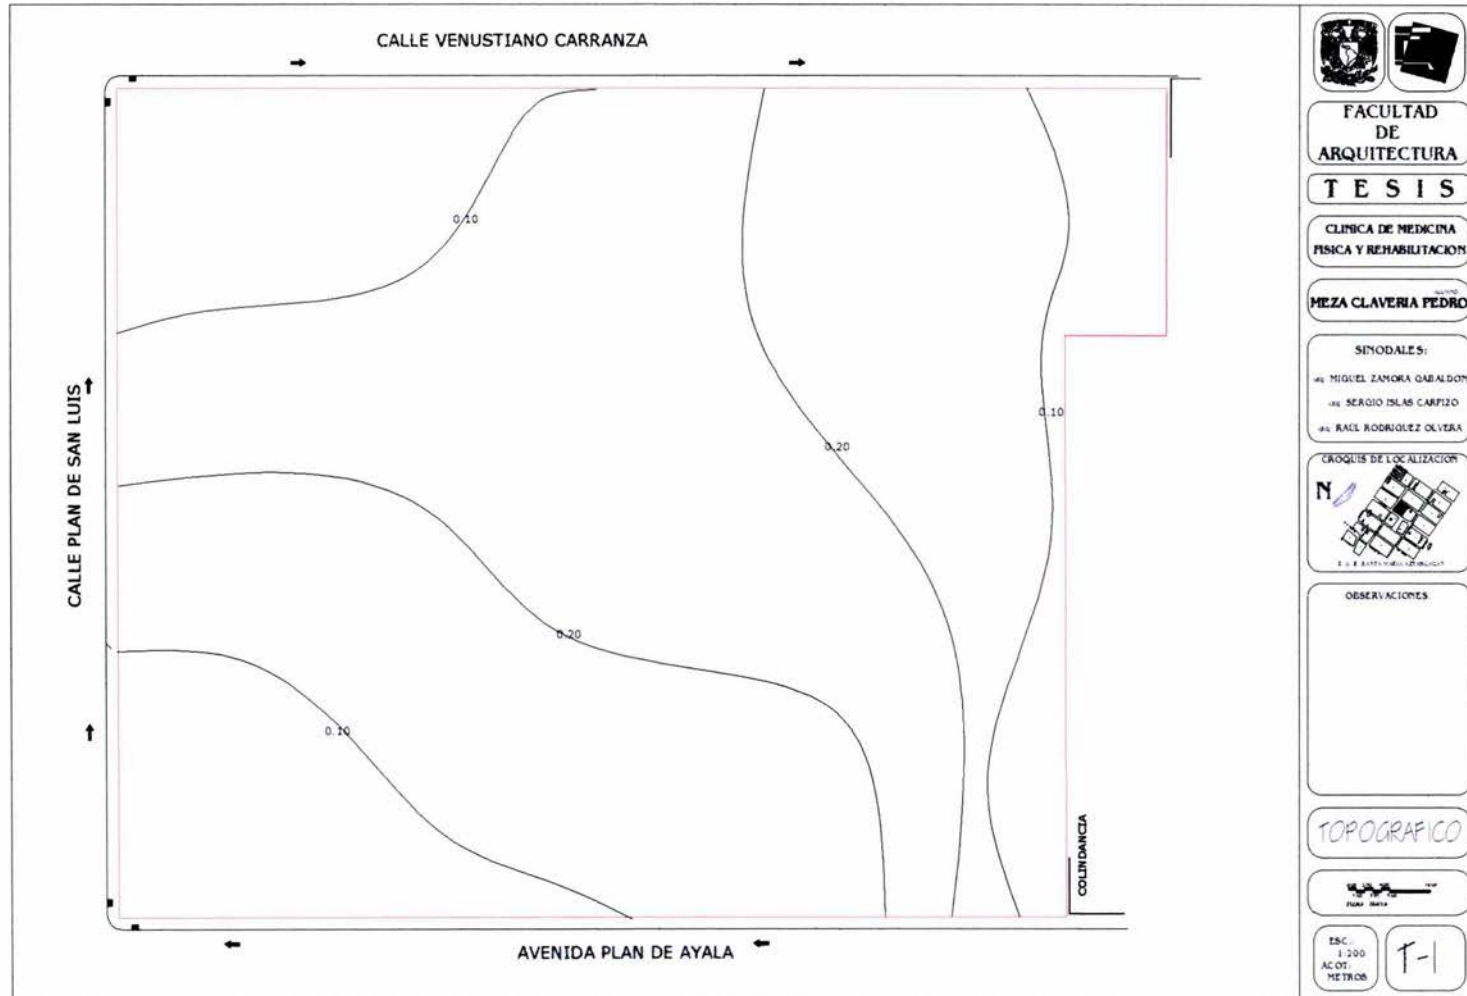 CALLE VENUSTIANO CARRANZA
0.10
0.20
0.10
CALLE PLAN DE SAN LUIS
0.20
0.10
COLINDANCIA
AVENIDA PLAN DE AYALA
FACULTAD
DE
ARQUITECTURA
TESIS
CLINICA DE MEDICINA
FISICA Y REHABILITACION
MEZA CLAVERIA PEDRO
SINODALES:
MIGUEL ZAMORA GABALDON
SERGIO ISLAS CARPIZO
RAUL RODRIGUEZ OLVERA
CROQUIS DE LOCALIZACION
N
OBSERVACIONES
TOPOGRAFICO
ESC.:
1:200
ACOT:
METROS
T-1